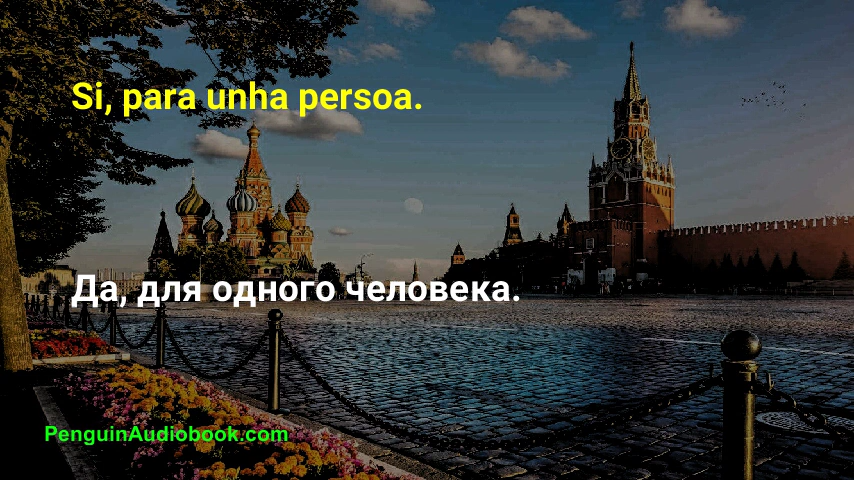 Si, para unha persoa.
Да, для одного человека.
PenguinAudiobook.com